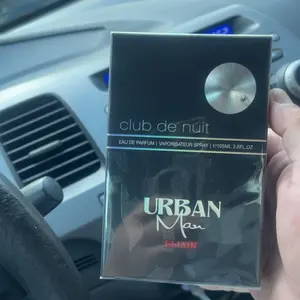 club de nuit
EAU DE PARFUM | VAPORISATEUR SPRAY | ℮105ML 3.6FL.OZ
URBAN
Man
ELIXIR